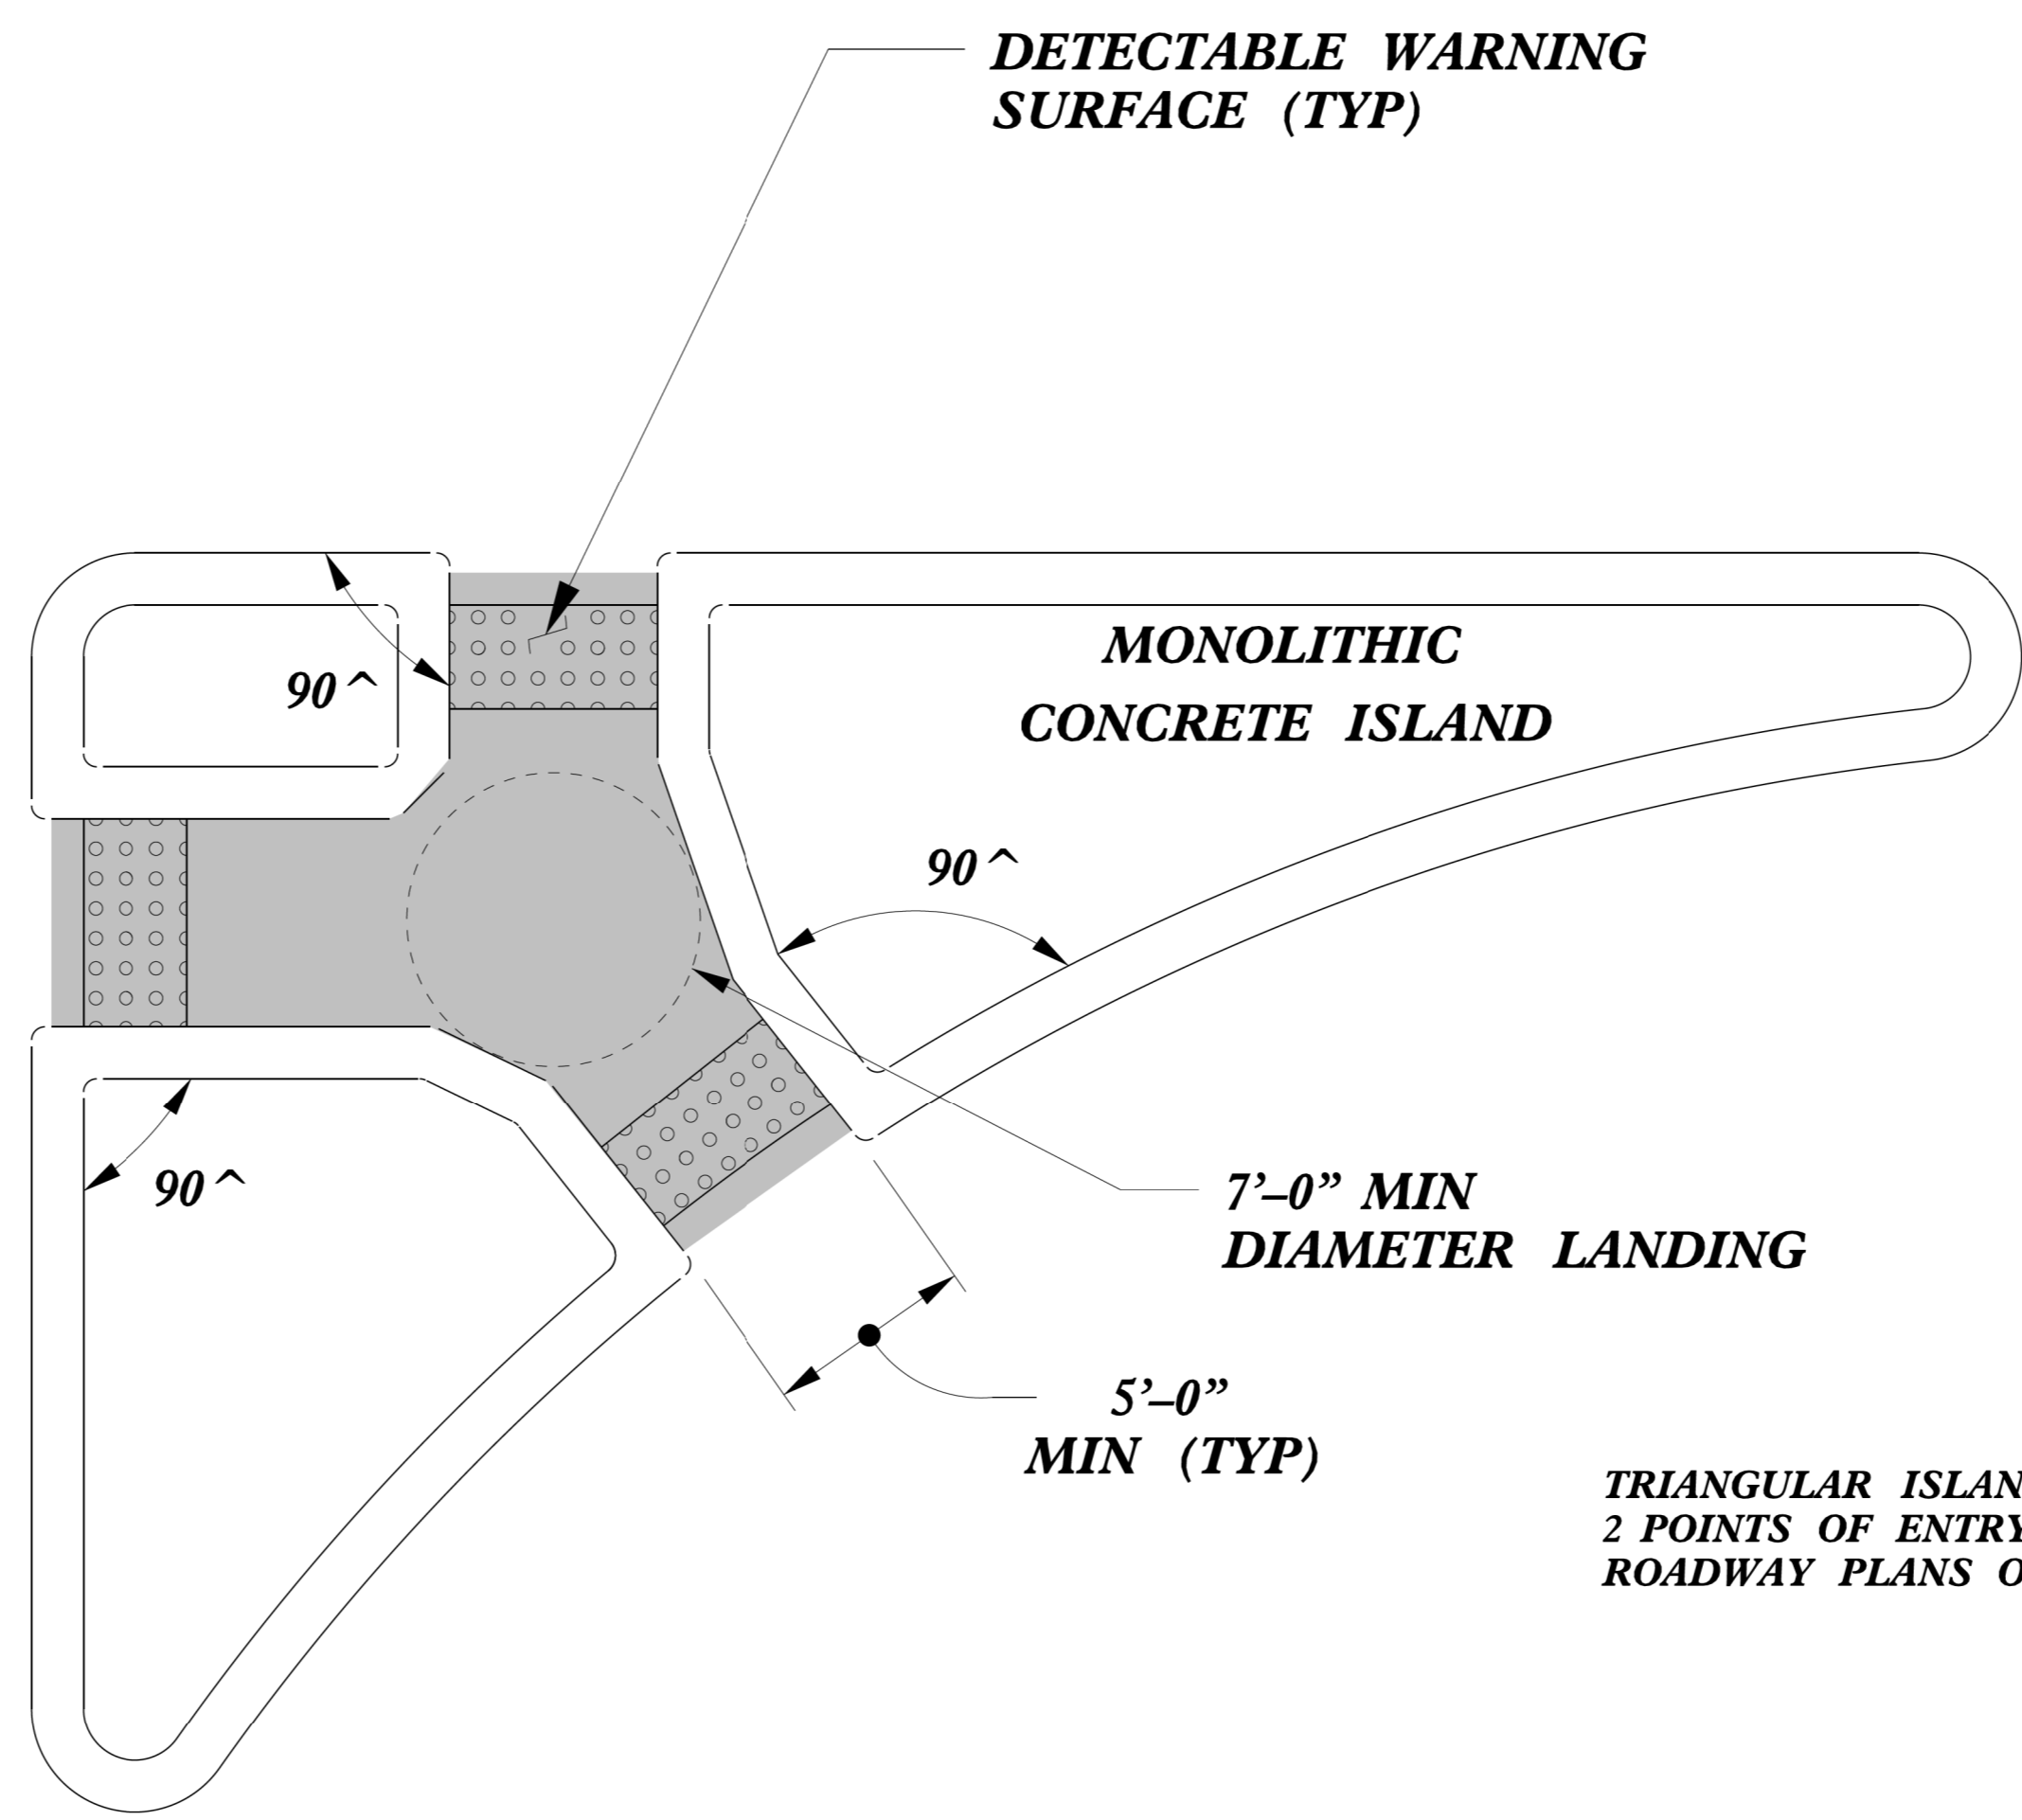 DETECTABLE WARNING
SURFACE (TYP)
90^
MONOLITHIC
CONCRETE ISLAND
90^
90^
7'–0” MIN
DIAMETER LANDING
5'–0”
MIN (TYP)
TRIANGULAR
2 POINTS OF ENTRY
ROADWAY PLANS